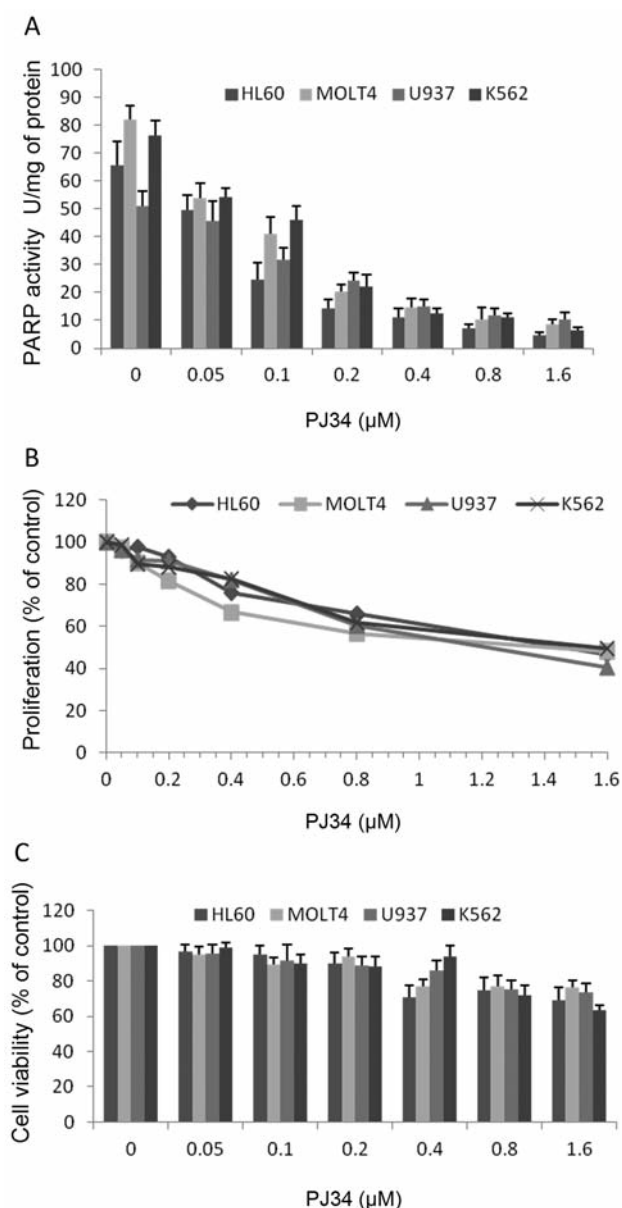 A
PARP activity U/mg of protein
100
90
80
70
60
50
40
30
20
10
0
HL60 MOLT4 U937 K562
0 0.05 0.1 0.2 0.4 0.8 1.6
PJ34 (µM)
B
Proliferation (% of control)
120
100
80
60
40
20
0
HL60 MOLT4 U937 K562
0 0.2 0.4 0.6 0.8 1 1.2 1.4 1.6
PJ34 (µM)
C
Cell viability (% of control)
120
100
80
60
40
20
0
HL60 MOLT4 U937 K562
0 0.05 0.1 0.2 0.4 0.8 1.6
PJ34 (µM)